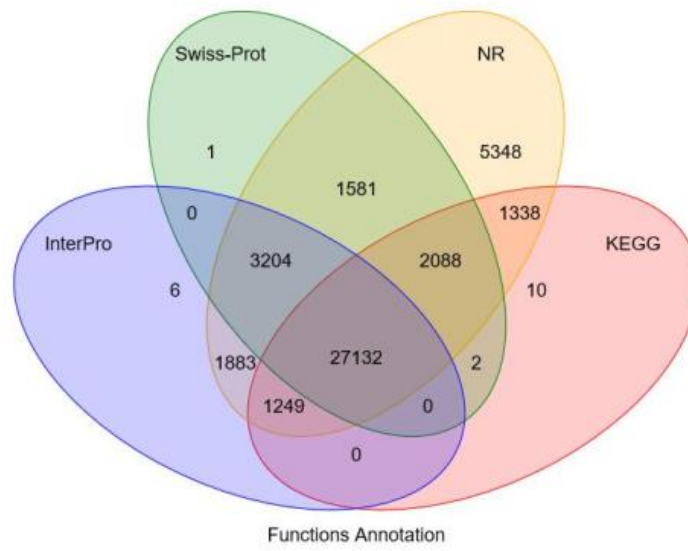 Swiss-Prot NR
1 5348
1581
0 1338
InterPro KEGG
3204 2088
6 10
1883 27132 2
1249 0
0
Functions Annotation